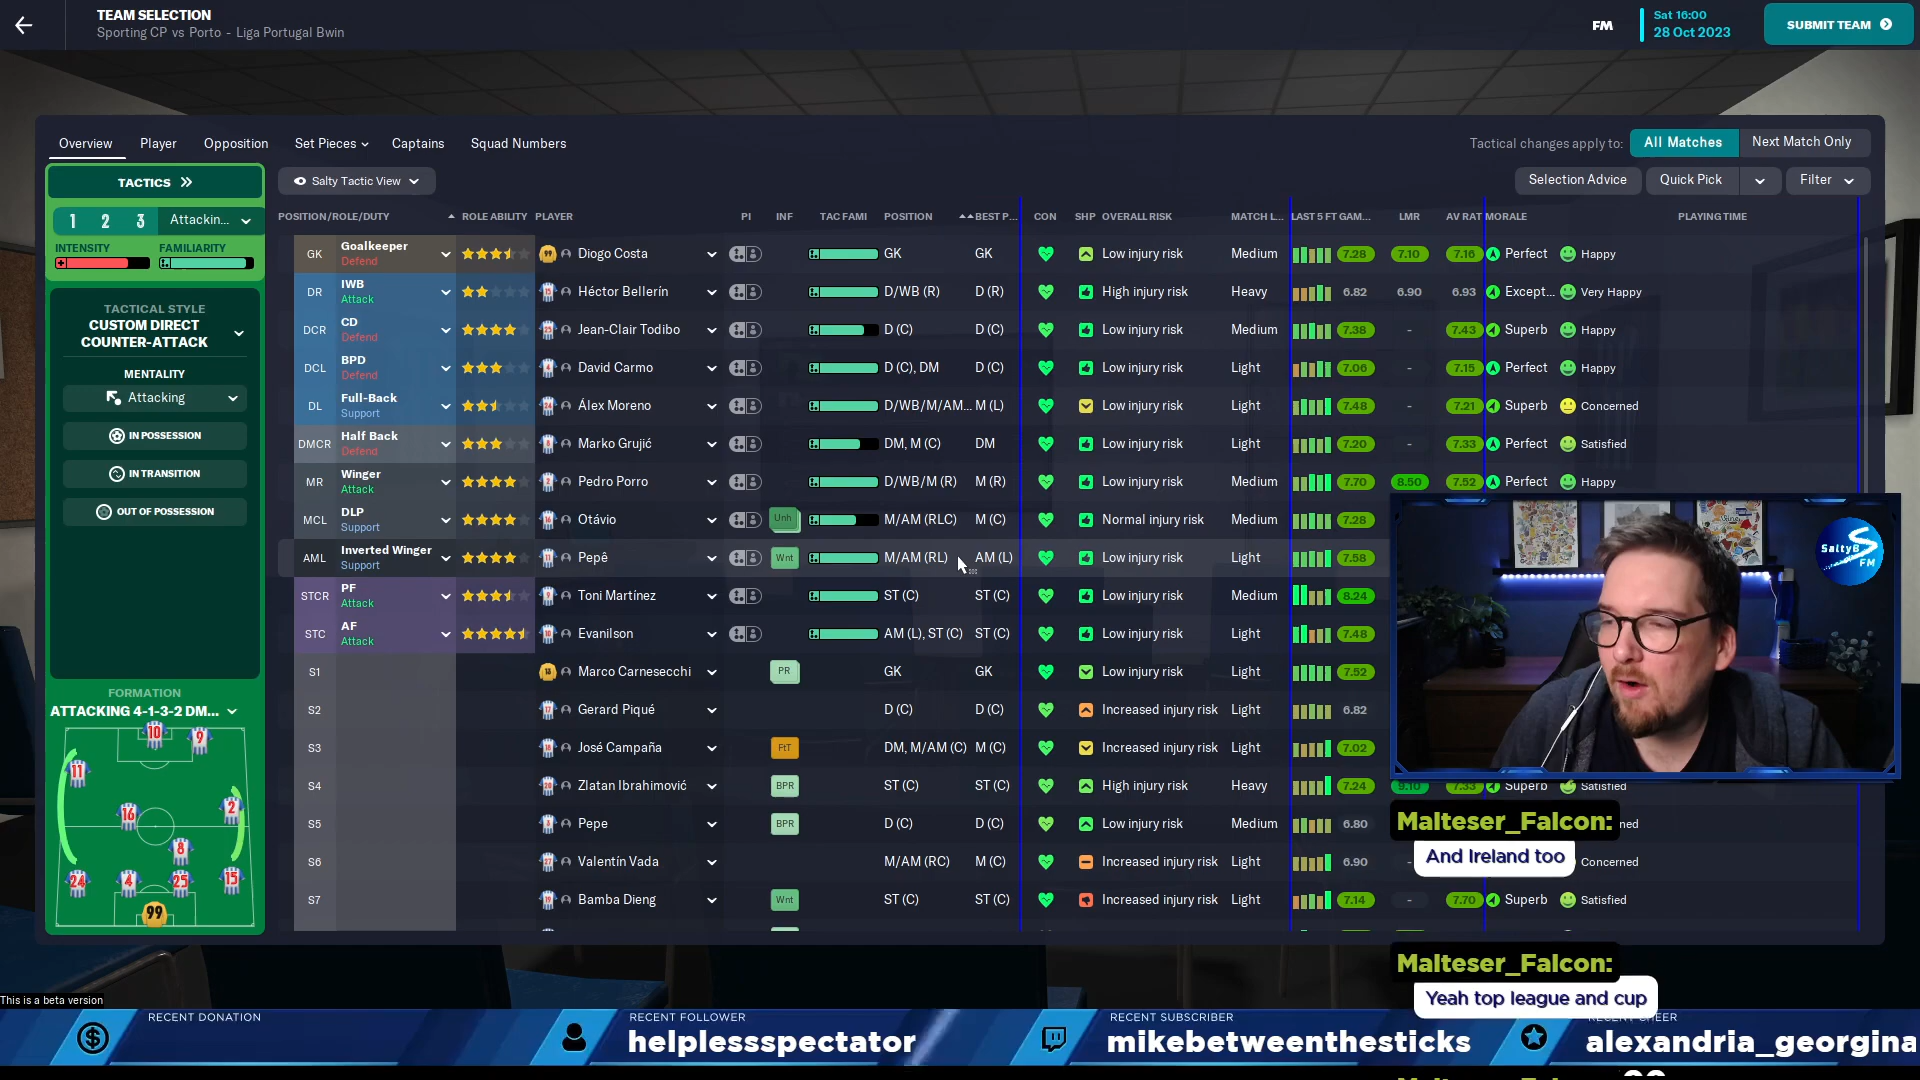 TEAM SELECTION
Sporting CP vs Porto - Liga Portugal Bwin
FM
Sat 16:00
28 Oct 2023
SUBMIT TEAM
Overview Player Opposition Set Pieces Captains Squad Numbers
Tactical changes apply to: All Matches Next Match Only
TACTICS
Salty Tactic View
Selection Advice Quick Pick Filter
1 2 3 Attackin...
INTENSITY FAMILIARITY
TACTICAL STYLE
CUSTOM DIRECT
COUNTER-ATTACK
MENTALITY
Attacking
IN POSSESSION
IN TRANSITION
OUT OF POSSESSION
FORMATION
ATTACKING 4-1-3-2 DM...
10
9
11
2
16
8
24 4 25 15
99
POSITION/ROLE/DUTY ROLE ABILITY PLAYER PI INF TAC FAMI POSITION BEST P... CON SHP OVERALL RISK MATCH L... LAST 5 FT GAM... LMR AV RAT MORALE PLAYING TIME
GK Goalkeeper Defend Diogo Costa GK GK Low injury risk Medium 7.28 7.10 7.16 Perfect Happy
DR IWB Attack Héctor Bellerín D/WB (R) D (R) High injury risk Heavy 6.82 6.90 6.93 Except... Very Happy
DCR CD Defend Jean-Clair Todibo D (C) D (C) Low injury risk Medium 7.38 - 7.43 Superb Happy
DCL BPD Defend David Carmo D (C), DM D (C) Low injury risk Light 7.06 - 7.15 Perfect Happy
DL Full-Back Support Álex Moreno D/WB/M/AM... M (L) Low injury risk Light 7.48 - 7.21 Superb Concerned
DMCR Half Back Defend Marko Grujić DM, M (C) DM Low injury risk Light 7.20 - 7.33 Perfect Satisfied
MR Winger Attack Pedro Porro D/WB/M (R) M (R) Low injury risk Medium 7.70 8.50 7.52 Perfect Happy
MCL DLP Support Otávio Unh M/AM (RLC) M (C) Normal injury risk Medium 7.28
AML Inverted Winger Support Pepê Wnt M/AM (RL) AM (L) Low injury risk Light 7.58
STCR PF Attack Toni Martínez ST (C) ST (C) Low injury risk Medium 8.24
STC AF Attack Evanilson AM (L), ST (C) ST (C) Low injury risk Light 7.48
S1 Marco Carnesecchi PR GK GK Low injury risk Light 7.52
S2 Gerard Piqué D (C) D (C) Increased injury risk Light 6.82
S3 José Campaña FtT DM, M/AM (C) M (C) Increased injury risk Light 7.02
S4 Zlatan Ibrahimović BPR ST (C) ST (C) High injury risk Heavy 7.24 9.10 7.33 Superb Satisfied
S5 Pepe BPR D (C) D (C) Low injury risk Medium 6.80
S6 Valentín Vada M/AM (RC) M (C) Increased injury risk Light 6.90 - Concerned
S7 Bamba Dieng Wnt ST (C) ST (C) Increased injury risk Light 7.14 - 7.70 Superb Satisfied
SaltyB
FM
Malteser_Falcon:
And Ireland too
Malteser_Falcon:
Yeah top league and cup
This is a beta version
RECENT DONATION
RECENT FOLLOWER
helplessspectator
RECENT SUBSCRIBER
mikebetweenthesticks
alexandria_georgina